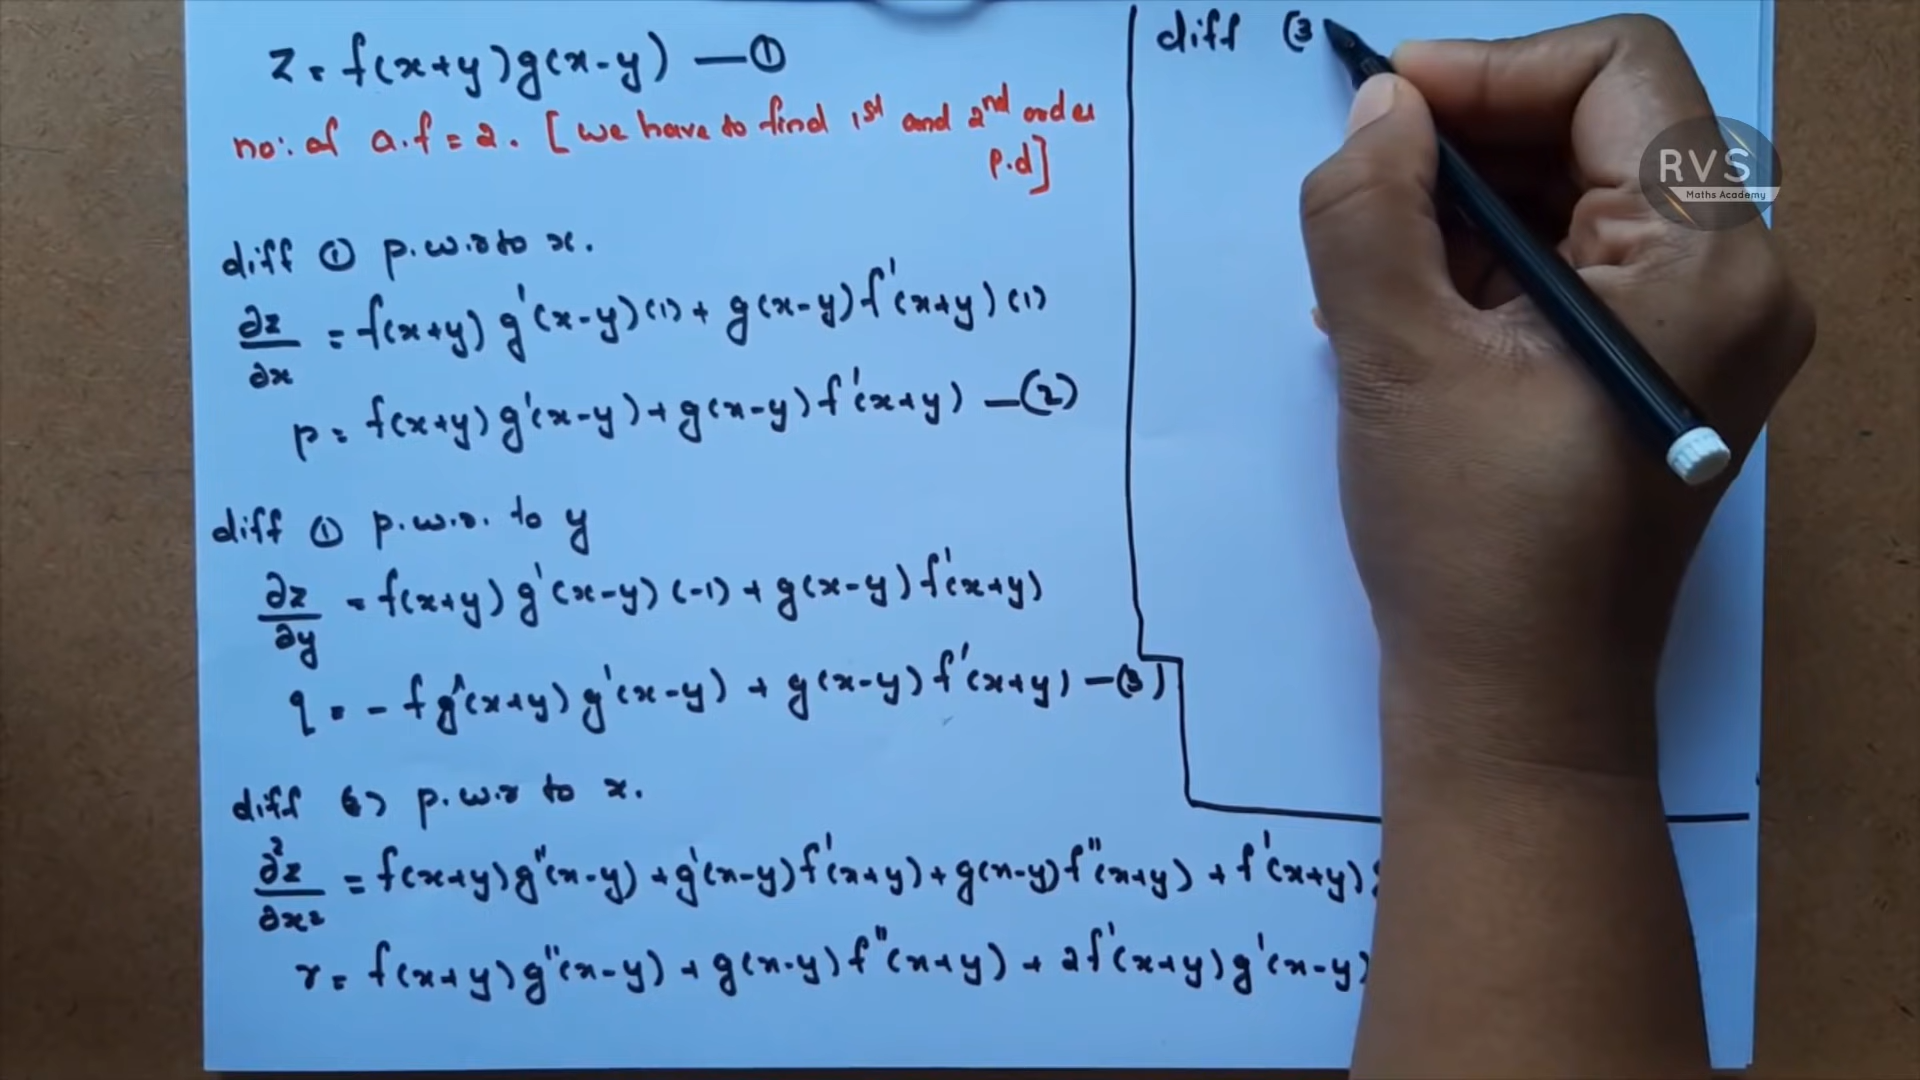 z = f(x+y)g(x-y) —①
no: of a.f = 2. [we have to find 1st and 2nd order
p.d]
diff ① p.w.r to x.
∂z/∂x = f(x+y) g'(x-y)(1) + g(x-y)f'(x+y)(1)
p = f(x+y) g'(x-y) + g(x-y) f'(x+y) —(2)
diff ① p.w.r. to y
∂z/∂y = f(x+y) g'(x-y)(-1) + g(x-y) f'(x+y)
q = - f (x+y) g'(x-y) + g(x-y) f'(x+y) —(3)
diff p.w.r to x.
∂²z/∂x² = f(x+y)g''(x-y) + g'(x-y)f'(x+y) + g(x-y)f''(x+y) + f'(x+y)
r = f(x+y)g''(x-y) + g(x-y)f''(x+y) + 2f'(x+y)g'(x-y)
diff (3
RVS
Maths Academy